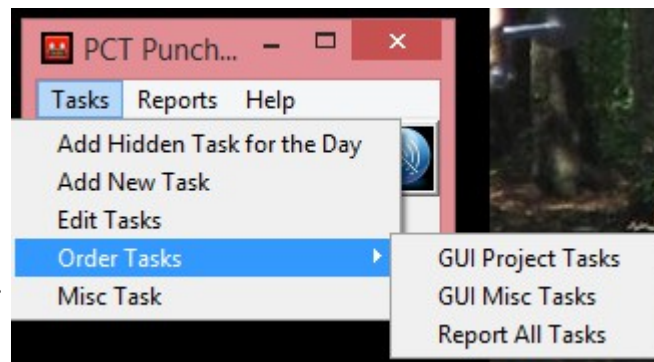 PCT Punch...
Tasks Reports Help
Add Hidden Task for the Day
Add New Task
Edit Tasks
Order Tasks
Misc Task
GUI Project Tasks
GUI Misc Tasks
Report All Tasks